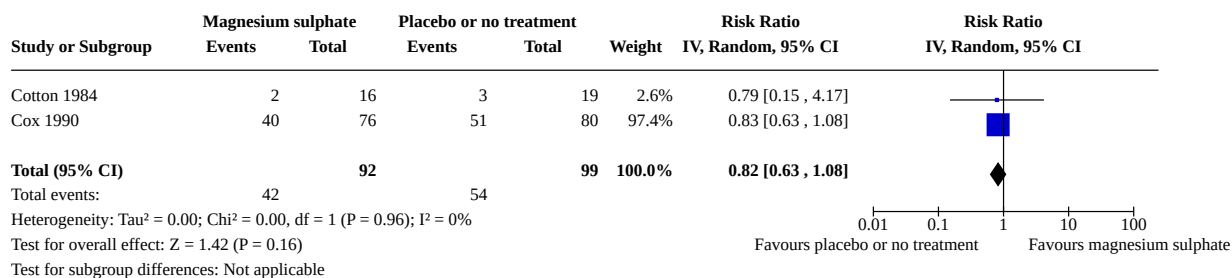 Magnesium sulphate Placebo or no treatment Risk Ratio Risk Ratio
Study or Subgroup Events Total Events Total Weight IV, Random, 95% CI IV, Random, 95% CI
Cotton 1984 2 16 3 19 2.6% 0.79 [0.15 , 4.17]
Cox 1990 40 76 51 80 97.4% 0.83 [0.63 , 1.08]
Total (95% CI) 92 99 100.0% 0.82 [0.63 , 1.08]
Total events: 42 54
Heterogeneity: Tau² = 0.00; Chi² = 0.00, df = 1 (P = 0.96); I² = 0%
0.01 0.1 1 10 100
Test for overall effect: Z = 1.42 (P = 0.16)
Favours placebo or no treatment Favours magnesium sulphate
Test for subgroup differences: Not applicable